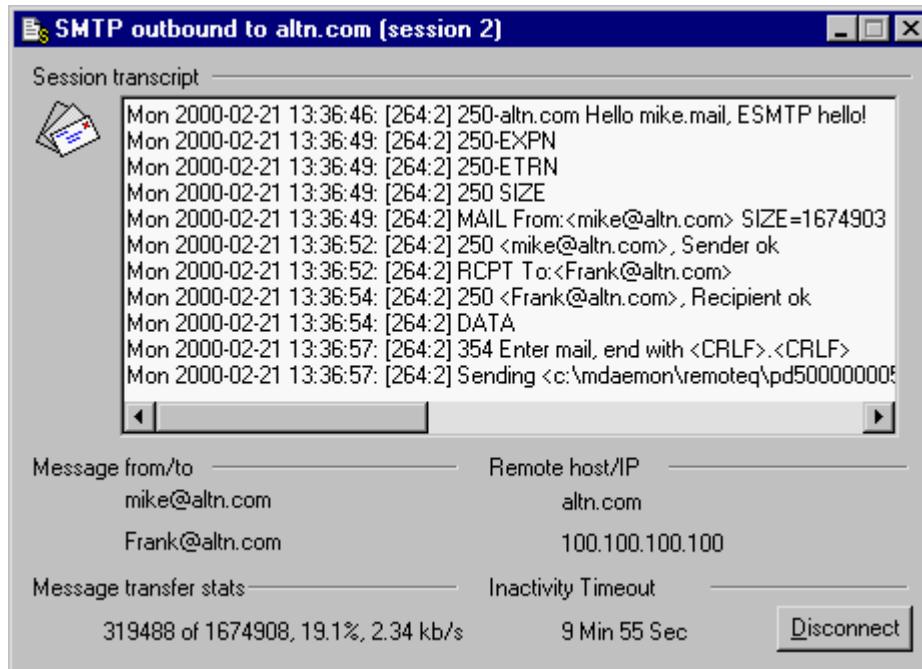 SMTP outbound to altn.com (session 2)
Session transcript
Mon 2000-02-21 13:36:46: [264:2] 250-altn.com Hello mike.mail, ESMTP hello!
Mon 2000-02-21 13:36:49: [264:2] 250-EXPN
Mon 2000-02-21 13:36:49: [264:2] 250-ETRN
Mon 2000-02-21 13:36:49: [264:2] 250 SIZE
Mon 2000-02-21 13:36:49: [264:2] MAIL From:<mike@altn.com> SIZE=1674903
Mon 2000-02-21 13:36:52: [264:2] 250 <mike@altn.com>, Sender ok
Mon 2000-02-21 13:36:52: [264:2] RCPT To:<Frank@altn.com>
Mon 2000-02-21 13:36:54: [264:2] 250 <Frank@altn.com>, Recipient ok
Mon 2000-02-21 13:36:54: [264:2] DATA
Mon 2000-02-21 13:36:57: [264:2] 354 Enter mail, end with <CRLF>.<CRLF>
Mon 2000-02-21 13:36:57: [264:2] Sending <c:\mdaemon\remoteq\pd500000005
Message from/to
mike@altn.com
Frank@altn.com
Remote host/IP
altn.com
100.100.100.100
Message transfer stats
319488 of 1674908, 19.1%, 2.34 kb/s
Inactivity Timeout
9 Min 55 Sec
Disconnect